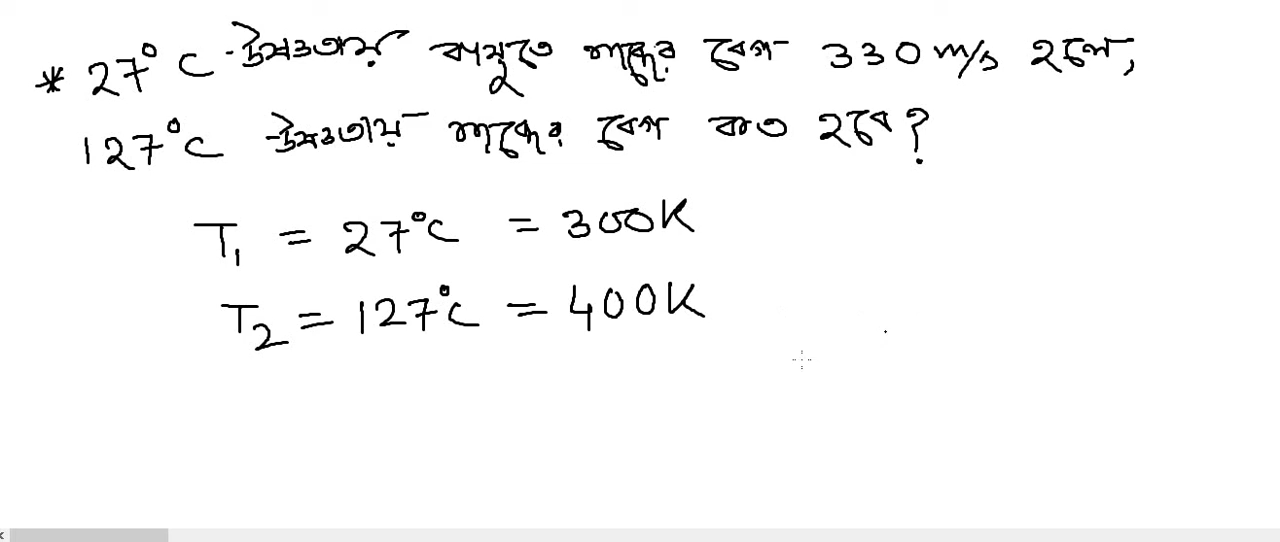 * 27°C উষ্ণতায় বায়ুতে শব্দের বেগ 330 m/s হলে,
127°C উষ্ণতায় শব্দের বেগ কত হবে?
T₁ = 27°C = 300K
T₂ = 127°C = 400K